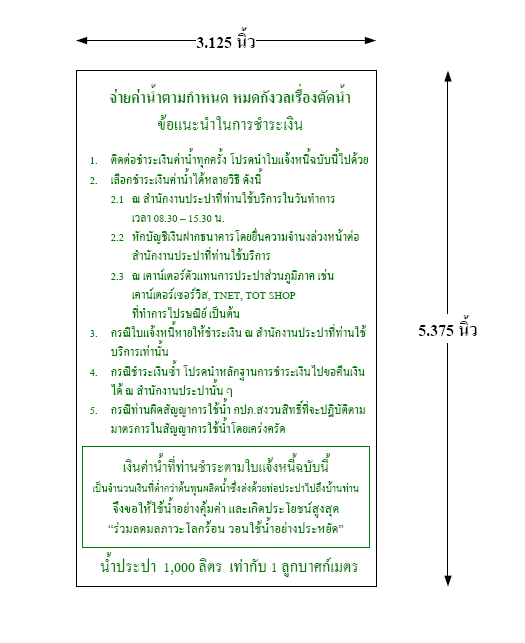 3.125 นิ้ว
จ่ายค่าน้ำตามกำหนด หมดกังวลเรื่องตัดน้ำ
ข้อแนะนำในการชำระเงิน
1. ติดต่อชำระเงินค่าน้ำทุกครั้ง โปรดนำใบแจ้งหนี้ฉบับนี้ไปด้วย
2. เลือกชำระเงินค่าน้ำได้หลายวิธี ดังนี้
2.1 ณ สำนักงานประปาที่ท่านใช้บริการในวันทำการ
เวลา 08.30 – 15.30 น.
2.2 หักบัญชีเงินฝากธนาคารโดยยื่นความจำนงล่วงหน้าต่อ
สำนักงานประปาที่ท่านใช้บริการ
2.3 ณ เคาน์เตอร์ตัวแทนการประปาส่วนภูมิภาค เช่น
เคาน์เตอร์เซอร์วิส, TNET, TOT SHOP
ที่ทำการไปรษณีย์ เป็นต้น
3. กรณีใบแจ้งหนี้หายให้ชำระเงิน ณ สำนักงานประปาที่ท่านใช้
บริการเท่านั้น
4. กรณีชำระเงินซ้ำ โปรดนำหลักฐานการชำระเงินไปขอคืนเงิน
ได้ ณ สำนักงานประปานั้น ๆ
5. กรณีท่านผิดสัญญาการใช้น้ำ กปภ.สงวนสิทธิ์ที่จะปฏิบัติตาม
มาตรการในสัญญาการใช้น้ำโดยเคร่งครัด
เงินค่าน้ำที่ท่านชำระตามใบแจ้งหนี้ฉบับนี้
เป็นจำนวนเงินที่ต่ำกว่าต้นทุนผลิตน้ำซึ่งส่งด้วยท่อประปาไปถึงบ้านท่าน
จึงขอให้ใช้น้ำอย่างคุ้มค่า และเกิดประโยชน์สูงสุด
“ร่วมลดมลภาวะโลกร้อน วอนใช้น้ำอย่างประหยัด”
น้ำประปา 1,000 ลิตร เท่ากับ 1 ลูกบาศก์เมตร
5.375 นิ้ว